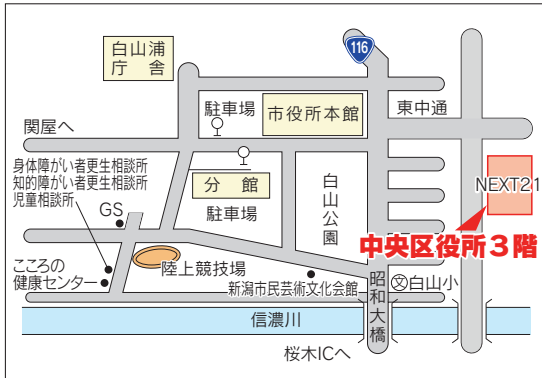 116
白山浦
庁 舎
駐車場
市役所本館
東中通
関屋へ
身体障がい者更生相談所
知的障がい者更生相談所
児童相談所
分 館
駐車場
白山公園
NEXT21
GS
中央区役所３階
こころの
健康センター
陸上競技場
新潟市民芸術文化会館
昭和大橋
文白山小
信濃川
桜木ICへ